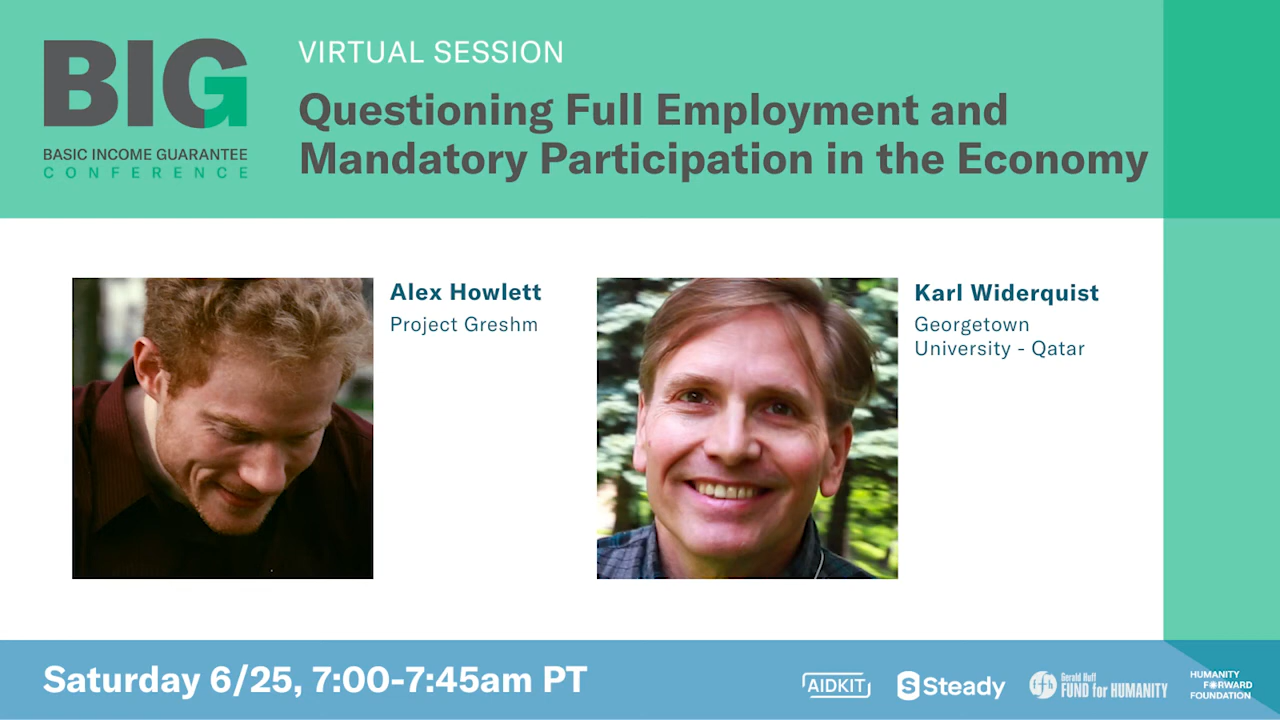 BIG
BASIC INCOME GUARANTEE
CONFERENCE
VIRTUAL SESSION
Questioning Full Employment and
Mandatory Participation in the Economy
Alex Howlett
Project Greshm
Karl Widerquist
Georgetown
University - Qatar
Saturday 6/25, 7:00-7:45am PT
AIDKIT
S Steady
ffh
Gerald Huff
FUND for HUMANITY
HUMANITY
FORWARD
FOUNDATION